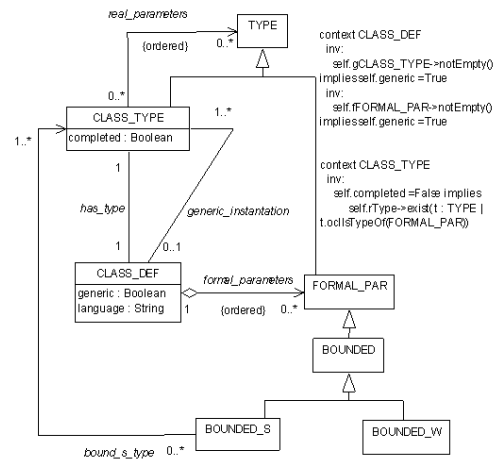 real_parameters
TYPE
{ordered}
0..*
0..*
context CLASS_DEF
inv:
self.gCLASS_TYPE->notEmpty()
impliesself.generic =True
inv:
self.fFORMAL_PAR->notEmpty()
impliesself.generic =True
CLASS_TYPE
completed : Boolean
1..*
1..*
1
has_type
generic_instantation
1
0..1
context CLASS_TYPE
inv:
self.completed =False implies
self.rType->exist(t : TYPE |
t.oclIsTypeOf(FORMAL_PAR))
CLASS_DEF
generic : Boolean
language : String
formal_parameters
1
{ordered}
0..*
FORMAL_PAR
BOUNDED
BOUNDED_S
BOUNDED_W
bound_s_type
0..*